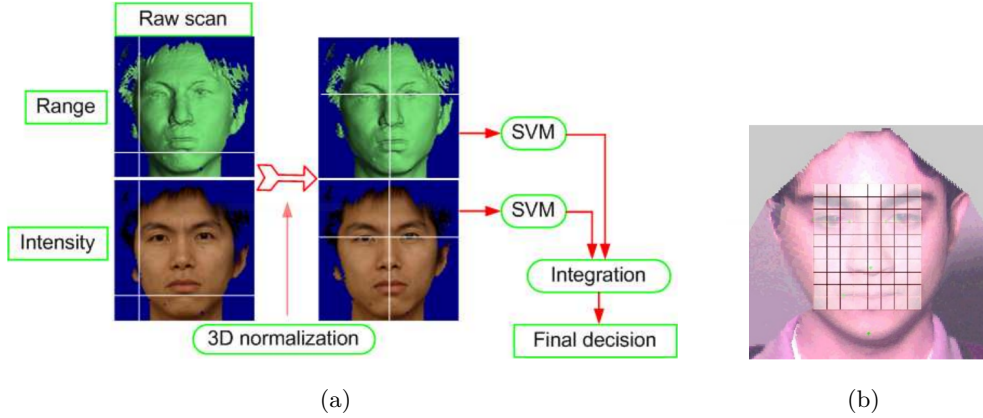 Raw scan
Range
SVM
SVM
Intensity
Integration
3D normalization
Final decision
(a)
(b)